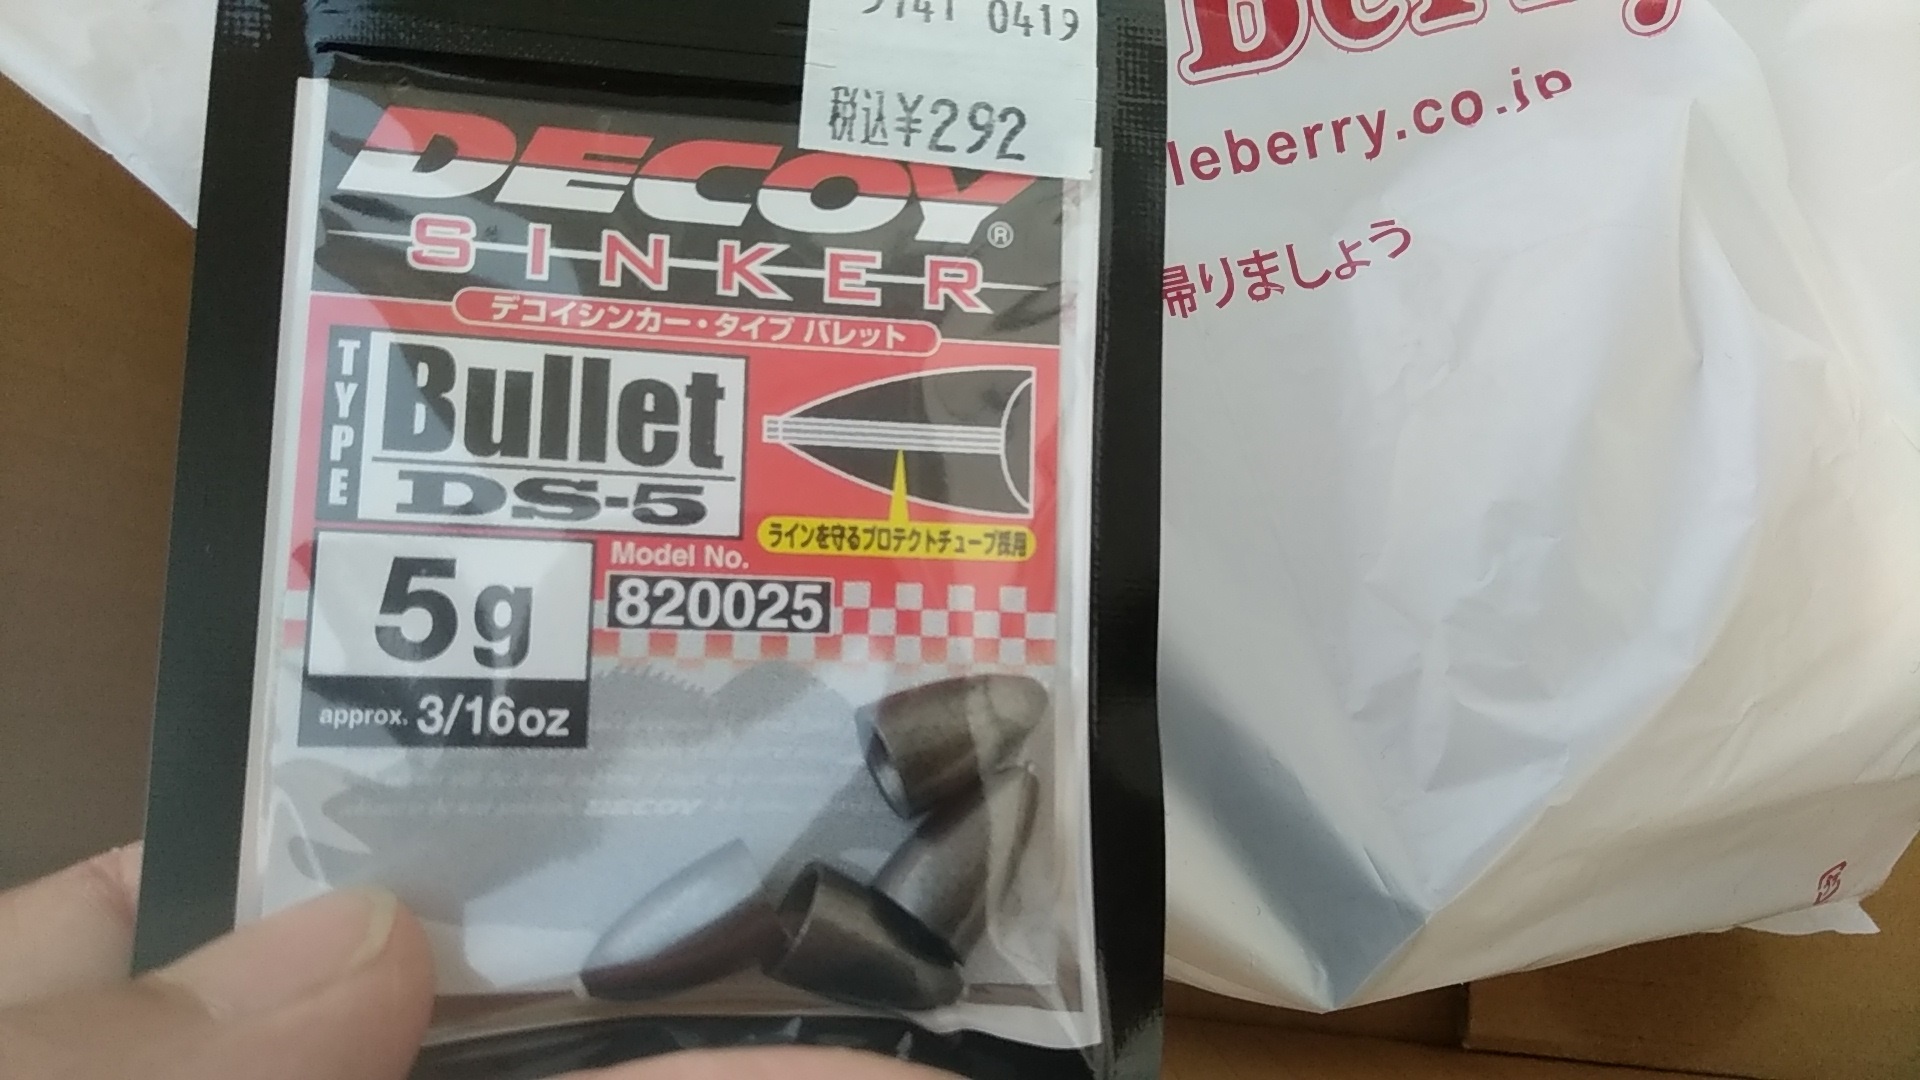 0419
税込¥292
DECOY®
SINKER
デコイシンカー・タイプ バレット
TYPE
Bullet
DS-5
ラインを守るプロテクトチューブ採用
5g
approx. 3/16oz
Model No.
820025
DECOY
Berry
leberry.co.jp
帰りましょう